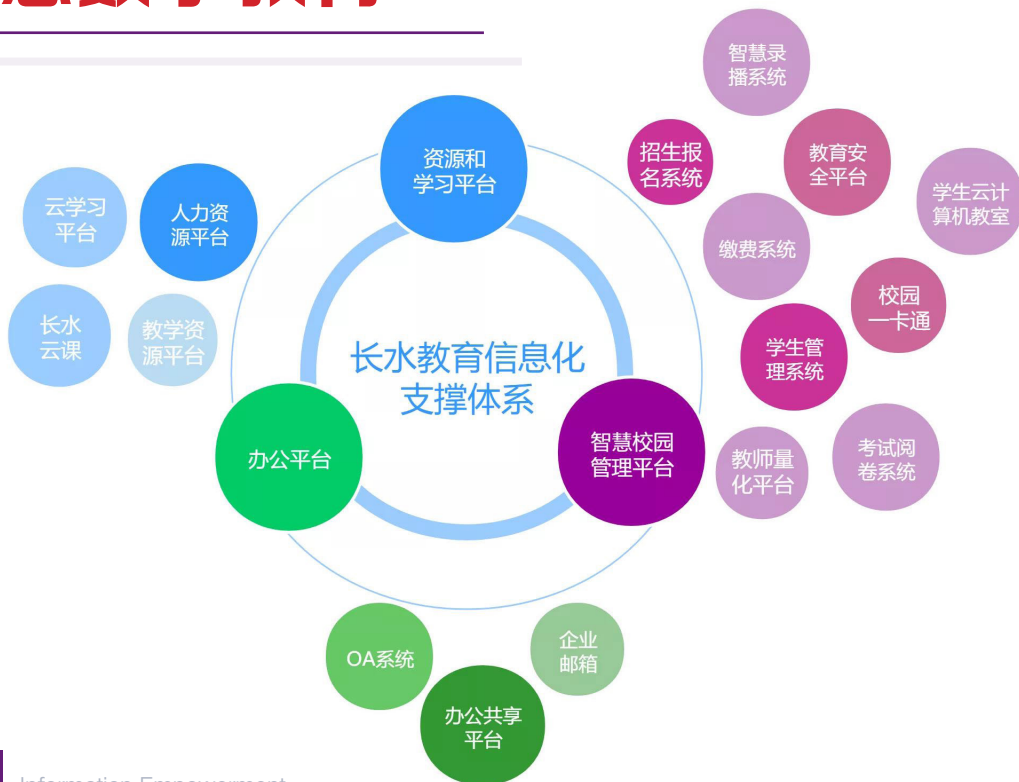 智慧录
播系统
资源和
学习平台
招生报
名系统
教育安
全平台
学生云计
算机教室
云学习
平台
人力资
源平台
缴费系统
校园
一卡通
长水
云课
教学资
源平台
长水教育信息化
支撑体系
学生管
理系统
办公平台
智慧校园
管理平台
教师量
化平台
考试阅
卷系统
OA系统
企业
邮箱
办公共享
平台
Information Empowerment